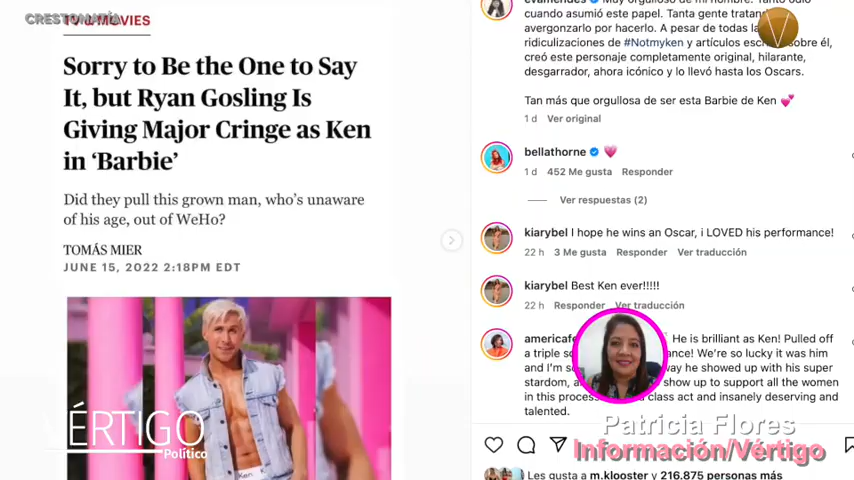 CRESTOMATÍA
TV & MOVIES
Sorry to Be the One to Say
It, but Ryan Gosling Is
Giving Major Cringe as Ken
in ‘Barbie’
Did they pull this grown man, who’s unaware
of his age, out of WeHo?
TOMÁS MIER
JUNE 15, 2022 2:18PM EDT
Ken
VÉRTIGO
Político
evamendes
cuando asumió este papel. Tanta gente
avergonzarlo por hacerlo. A pesar de todas
ridiculizaciones de #Notmyken y artículos sobre él,
creó este personaje completamente original, hilarante,
desgarrador, ahora icónico y lo llevó hasta los Oscars.
Tan más que orgullosa de ser esta Barbie de Ken 💕
1 d Ver original
bellathorne 💗
1 d 452 Me gusta Responder
Ver respuestas (2)
kiarybel I hope he wins an Oscar, i LOVED his performance!
22 h 3 Me gusta Responder Ver traducción
kiarybel Best Ken ever!!!!!
22 h Responder Ver traducción
He is brilliant as Ken! Pulled off
a triple
We're so lucky it was him
and I'm
way he showed up with his super
stardom,
show up to support all the women
in this
class act and insanely deserving and
talented.
Patricia Flores
Información/Vértigo
Les gusta a m.klooster y 216.875 personas más